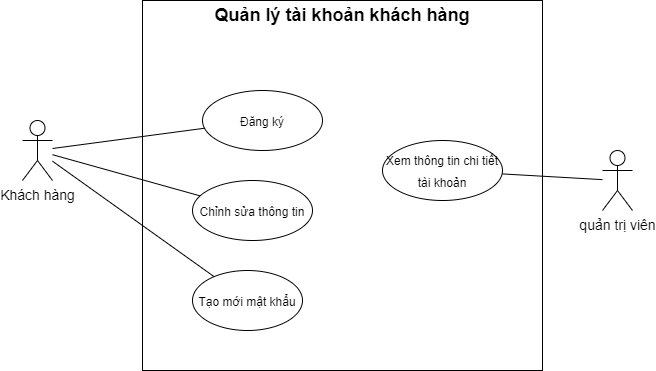 Quản lý tài khoản khách hàng
Đăng ký
Xem thông tin chi tiết
tài khoản
Khách hàng
Chỉnh sửa thông tin
quản trị viên
Tạo mới mật khẩu